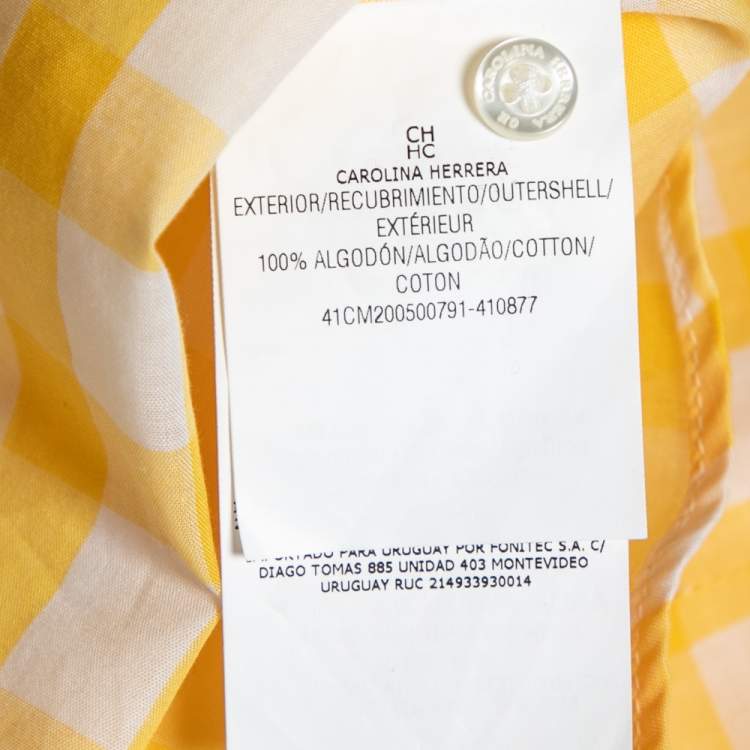 CAROLINA HERRERA
CH
HC
CAROLINA HERRERA
EXTERIOR/RECUBRIMIENTO/OUTERSHELL/
EXTÉRIEUR
100% ALGODÓN/ALGODÃO/COTTON/
COTON
41CM200500791-410877
IMPORTADO PARA URUGUAY POR FONITEC S.A. C/
DIAGO TOMAS 885 UNIDAD 403 MONTEVIDEO
URUGUAY RUC 214933930014